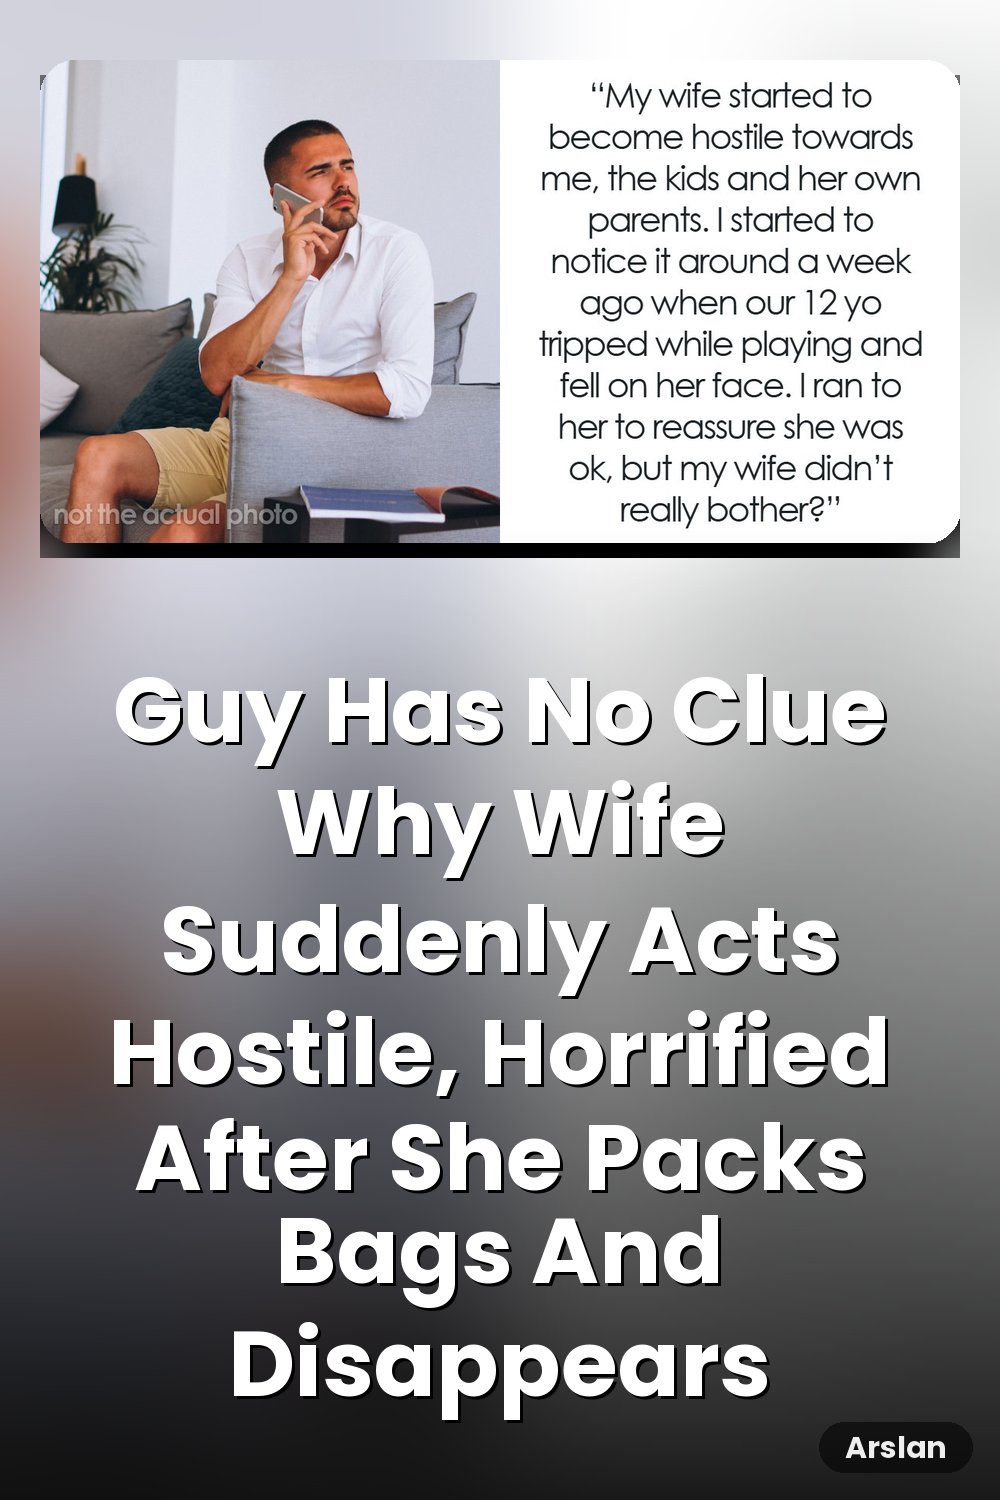 “My wife started to
become hostile towards
me, the kids and her own
parents. I started to
notice it around a week
ago when our 12 yo
tripped while playing and
fell on her face. I ran to
her to reassure she was
ok, but my wife didn’t
really bother?”
not the actual photo
Guy Has No Clue
Why Wife
Suddenly Acts
Hostile, Horrified
After She Packs
Bags And
Disappears
Arslan